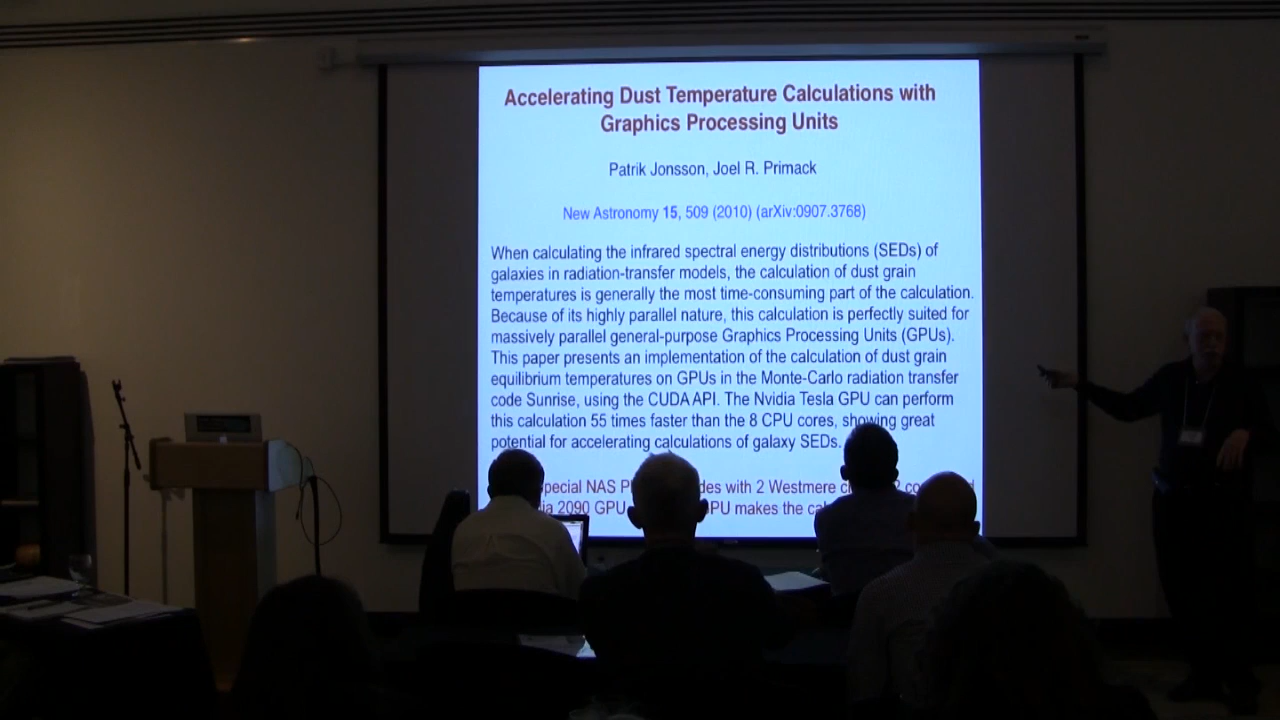 Accelerating Dust Temperature Calculations with
Graphics Processing Units
Patrik Jonsson, Joel R. Primack
New Astronomy 15, 509 (2010) (arXiv:0907.3768)
When calculating the infrared spectral energy distributions (SEDs) of
galaxies in radiation-transfer models, the calculation of dust grain
temperatures is generally the most time-consuming part of the calculation.
Because of its highly parallel nature, this calculation is perfectly suited for
massively parallel general-purpose Graphics Processing Units (GPUs).
This paper presents an implementation of the calculation of dust grain
equilibrium temperatures on GPUs in the Monte-Carlo radiation transfer
code Sunrise, using the CUDA API. The Nvidia Tesla GPU can perform
this calculation 55 times faster than the 8 CPU cores, showing great
potential for accelerating calculations of galaxy SEDs.
NAS with 2 Westmere
2090 GPU makes the